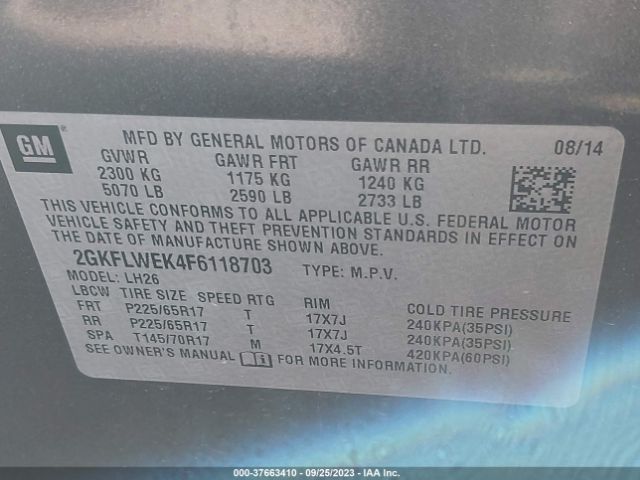 GM ®
MFD BY GENERAL MOTORS OF CANADA LTD. 08/14
GVWR GAWR FRT GAWR RR
2300 KG 1175 KG 1240 KG
5070 LB 2590 LB 2733 LB
THIS VEHICLE CONFORMS TO ALL APPLICABLE U.S. FEDERAL MOTOR
VEHICLE SAFETY AND THEFT PREVENTION STANDARDS IN EFFECT ON
THE DATE OF MANUFACTURE SHOWN ABOVE.
2GKFLWEK4F6118703 TYPE: M.P.V.
MODEL: LH26
LBCW TIRE SIZE SPEED RTG RIM COLD TIRE PRESSURE
FRT P225/65R17 T 17X7J 240KPA(35PSI)
RR P225/65R17 T 17X7J 240KPA(35PSI)
SPA T145/70R17 M 17X4.5T 420KPA(60PSI)
SEE OWNER'S MANUAL FOR MORE INFORMATION.
000-37663410 • 09/25/2023 • IAA Inc.